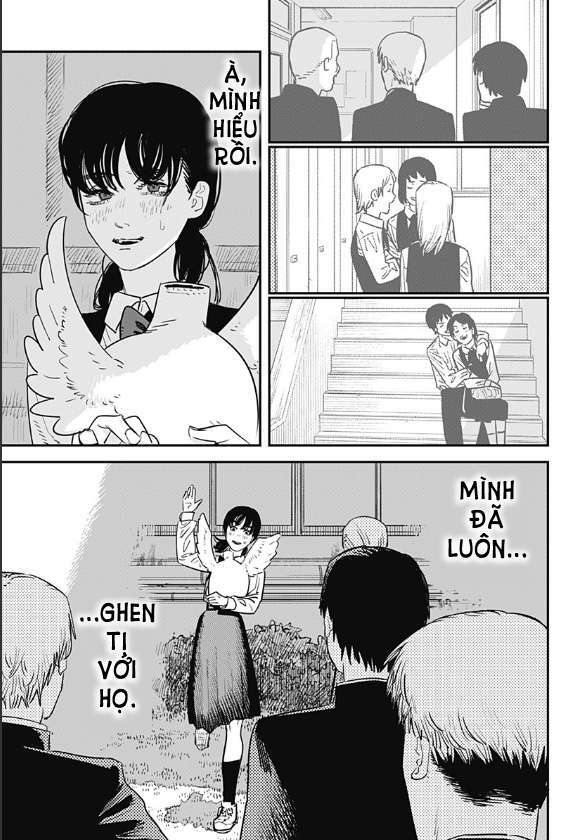 À,
MÌNH
HIỂU
RỒI.
MÌNH
ĐÃ
LUÔN...
...GHEN
TỊ
VỚI
HỌ.